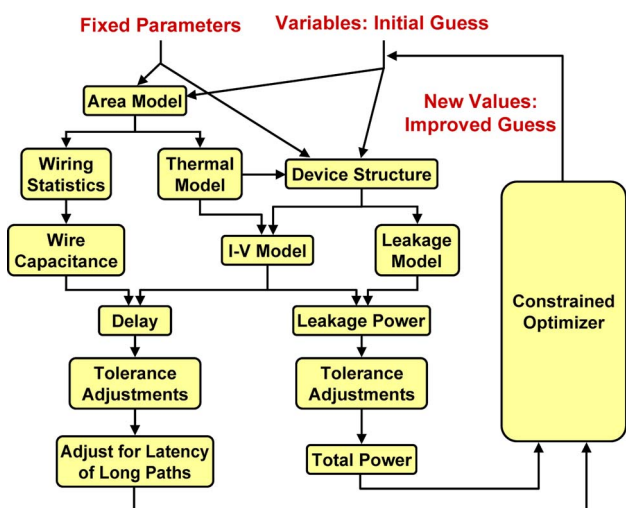 Fixed Parameters
Variables: Initial Guess
Area Model
New Values:
Improved Guess
Wiring
Statistics
Thermal
Model
Device Structure
Wire
Capacitance
I-V Model
Leakage
Model
Constrained
Optimizer
Delay
Leakage Power
Tolerance
Adjustments
Tolerance
Adjustments
Adjust for Latency
of Long Paths
Total Power